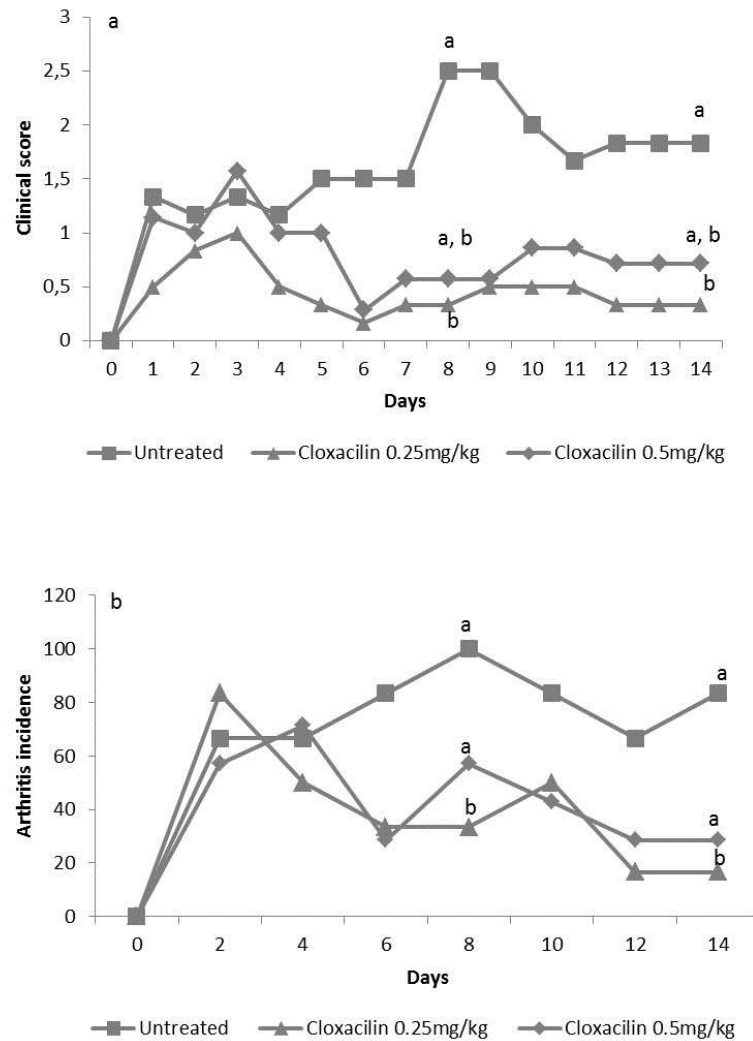 a
3
2,5
2
1,5
1
0,5
0
Clinical score
a
a
a, b
a, b
b
b
0 1 2 3 4 5 6 7 8 9 10 11 12 13 14
Days
Untreated Cloxacilin 0.25mg/kg Cloxacilin 0.5mg/kg
b
120
100
80
60
40
20
0
Arthritis incidence
a
a
a
b
a
b
0 2 4 6 8 10 12 14
Days
Untreated Cloxacilin 0.25mg/kg Cloxacilin 0.5mg/kg